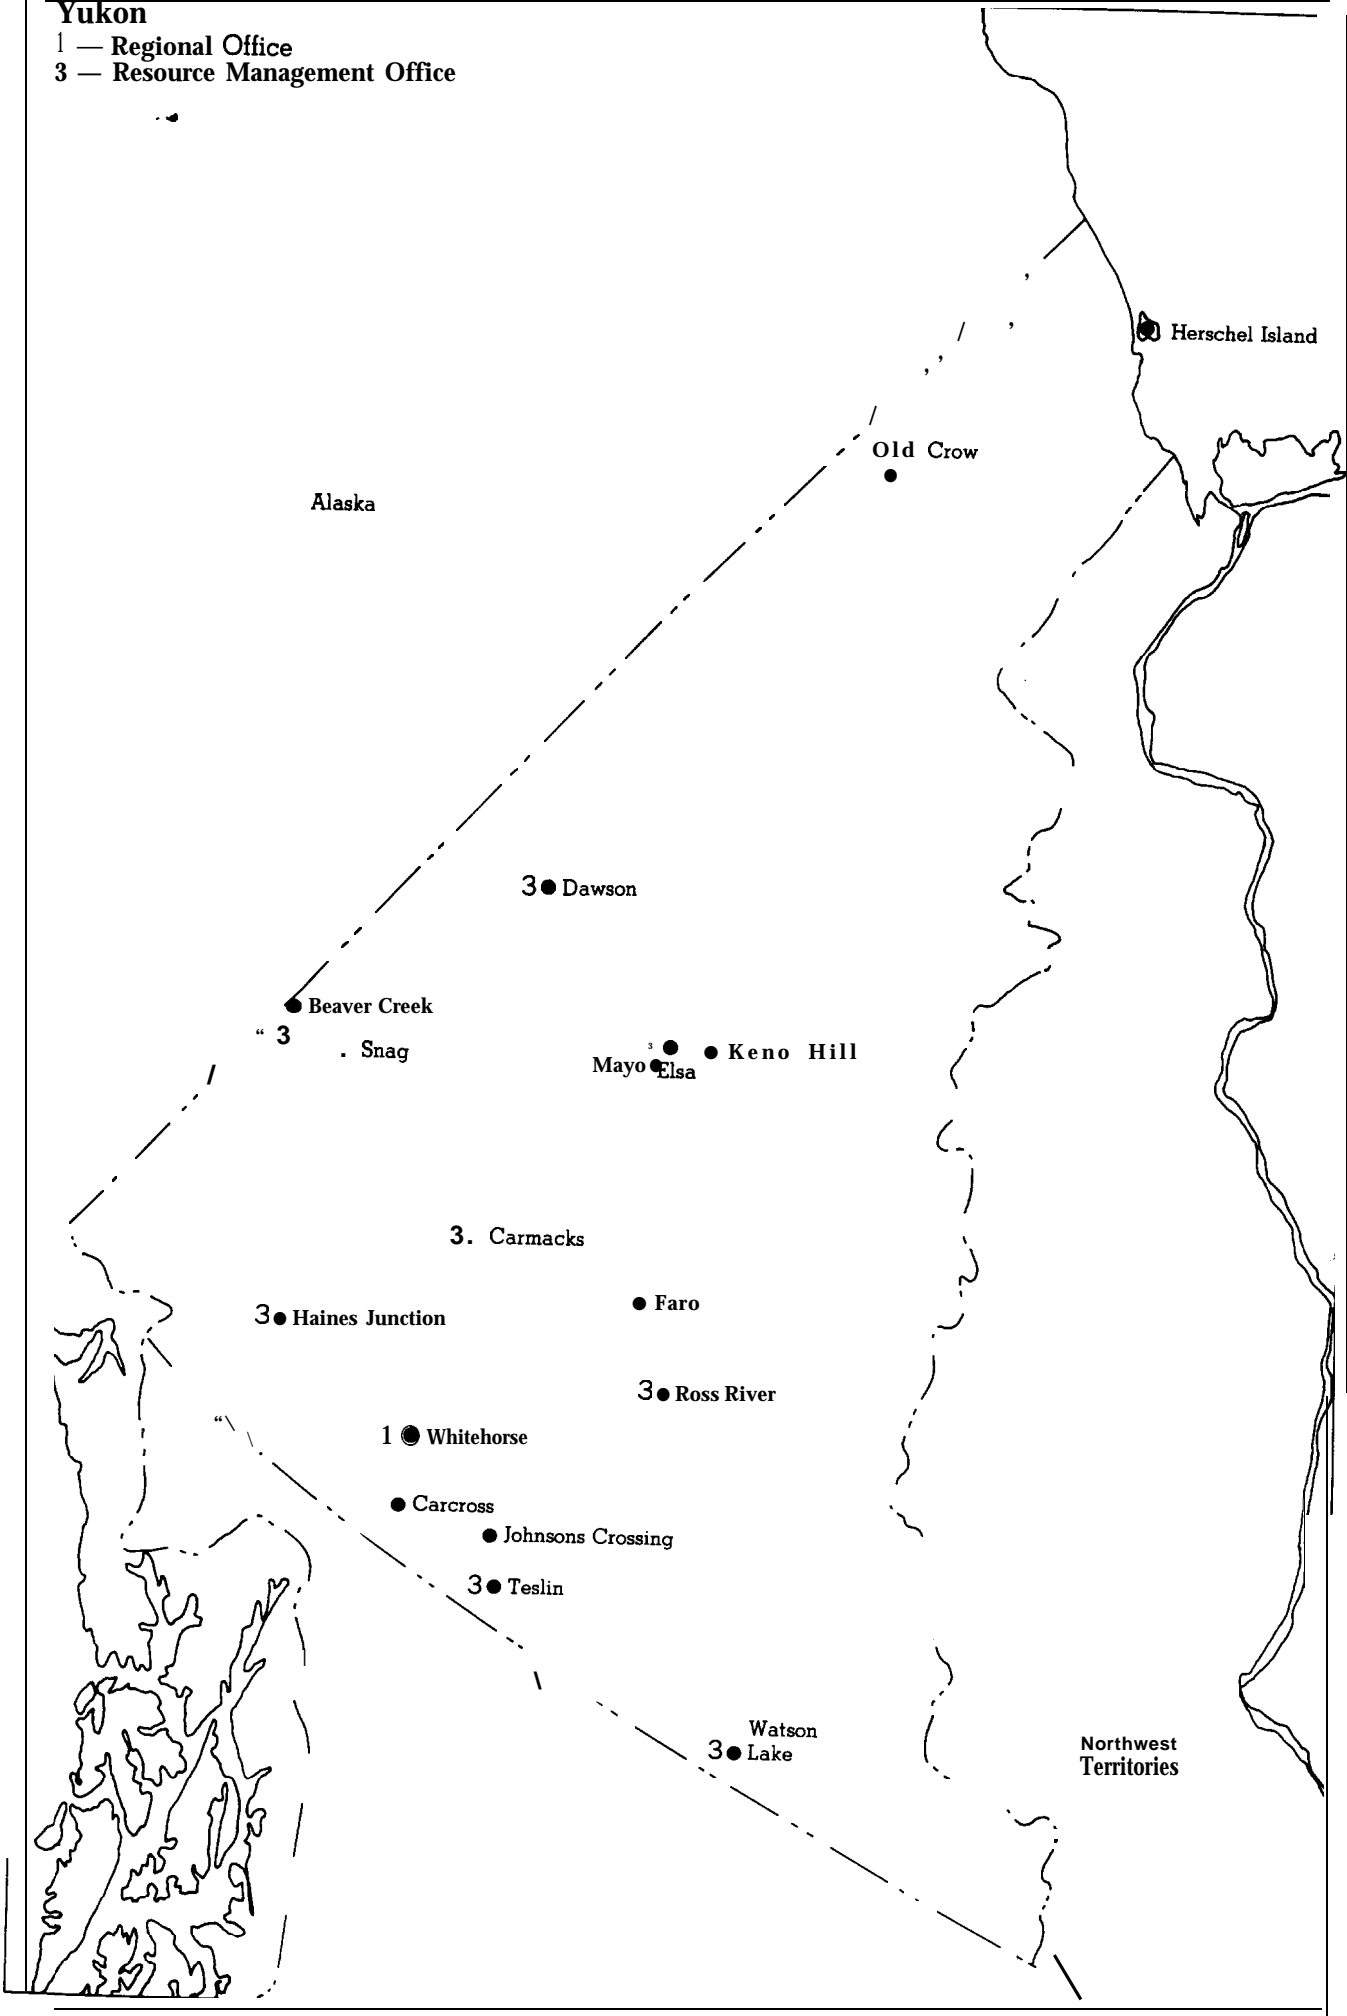 Yukon
1 — Regional Office
3 — Resource Management Office
Herschel Island
Old Crow
Alaska
3 Dawson
Beaver Creek
“ 3
. Snag
3
Keno Hill
Mayo Elsa
3. Carmacks
Faro
3 Haines Junction
3 Ross River
1 Whitehorse
Carcross
Johnsons Crossing
3 Teslin
Watson
3 Lake
Northwest
Territories